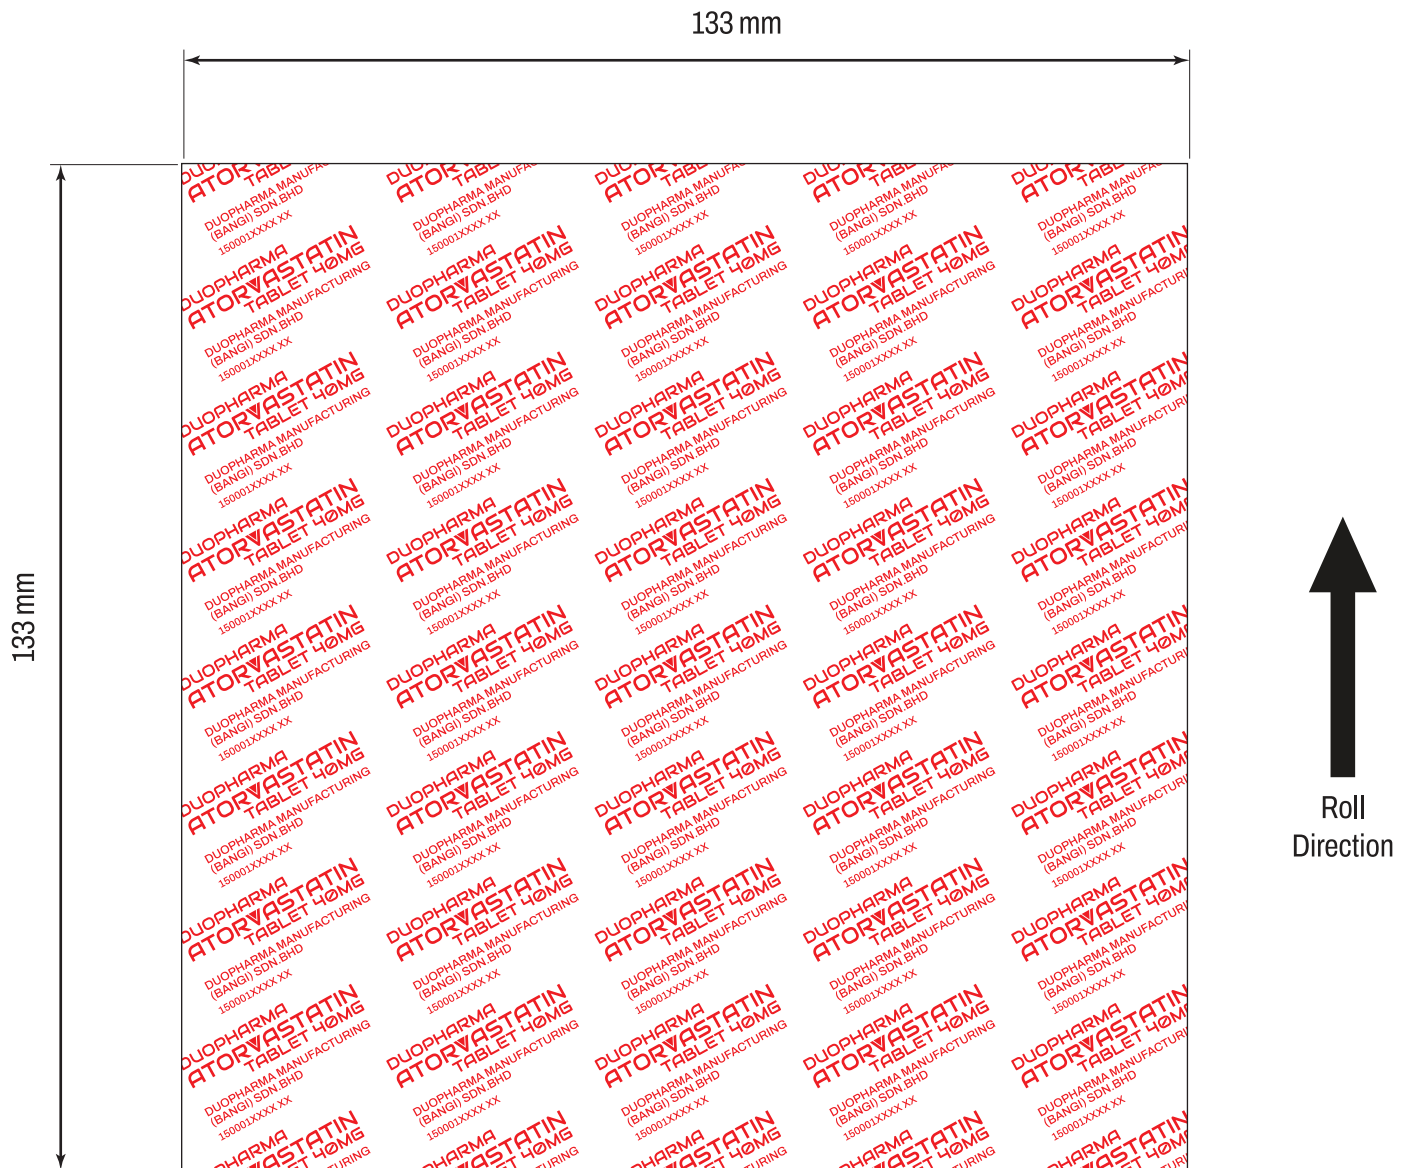 133 mm
133 mm
DUOPHARMA
ATORVASTATIN
TABLET 40MG
DUOPHARMA MANUFACTURING
(BANGI) SDN.BHD
150001XXXX XX
Roll
Direction